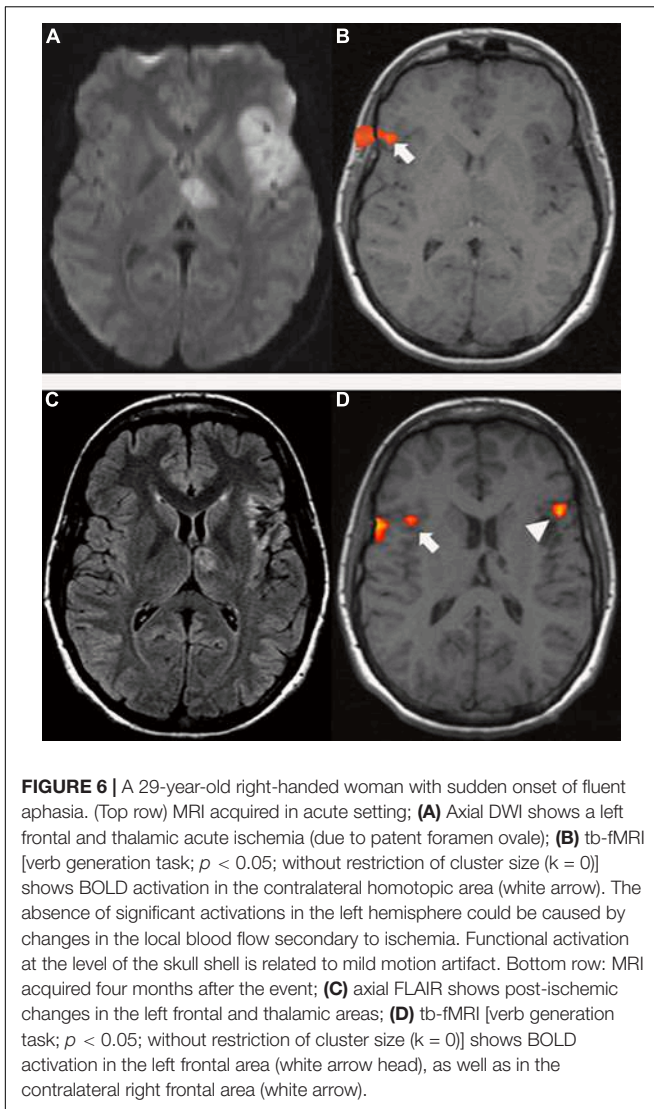 A
B
C
D
FIGURE 6 | A 29-year-old right-handed woman with sudden onset of fluent
aphasia. (Top row) MRI acquired in acute setting; (A) Axial DWI shows a left
frontal and thalamic acute ischemia (due to patent foramen ovale); (B) tb-fMRI
[verb generation task; p < 0.05; without restriction of cluster size (k = 0)]
shows BOLD activation in the contralateral homotopic area (white arrow). The
absence of significant activations in the left hemisphere could be caused by
changes in the local blood flow secondary to ischemia. Functional activation
at the level of the skull shell is related to mild motion artifact. Bottom row: MRI
acquired four months after the event; (C) axial FLAIR shows post-ischemic
changes in the left frontal and thalamic areas; (D) tb-fMRI [verb generation
task; p < 0.05; without restriction of cluster size (k = 0)] shows BOLD
activation in the left frontal area (white arrow head), as well as in the
contralateral right frontal area (white arrow).